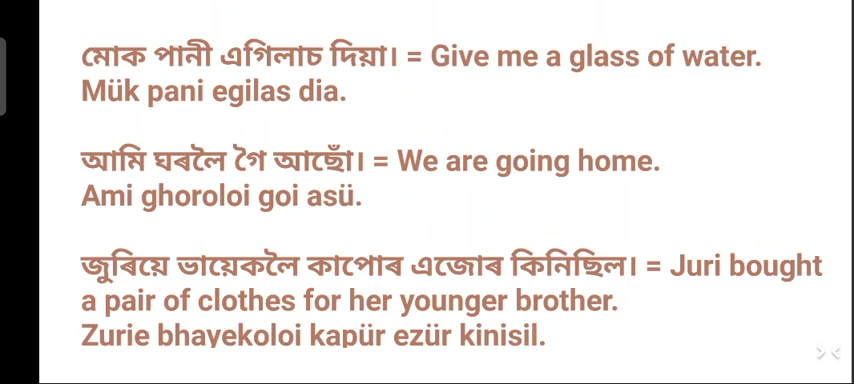 মোক পানী এগিলাচ দিয়া। = Give me a glass of water.
Mük pani egilas dia.
আমি ঘৰলৈ গৈ আছোঁ। = We are going home.
Ami ghoroloi goi asü.
জুৰিয়ে ভায়েকলৈ কাপোৰ এজোৰ কিনিছিল। = Juri bought
a pair of clothes for her younger brother.
Zurie bhayekoloi kapür ezür kinisil.